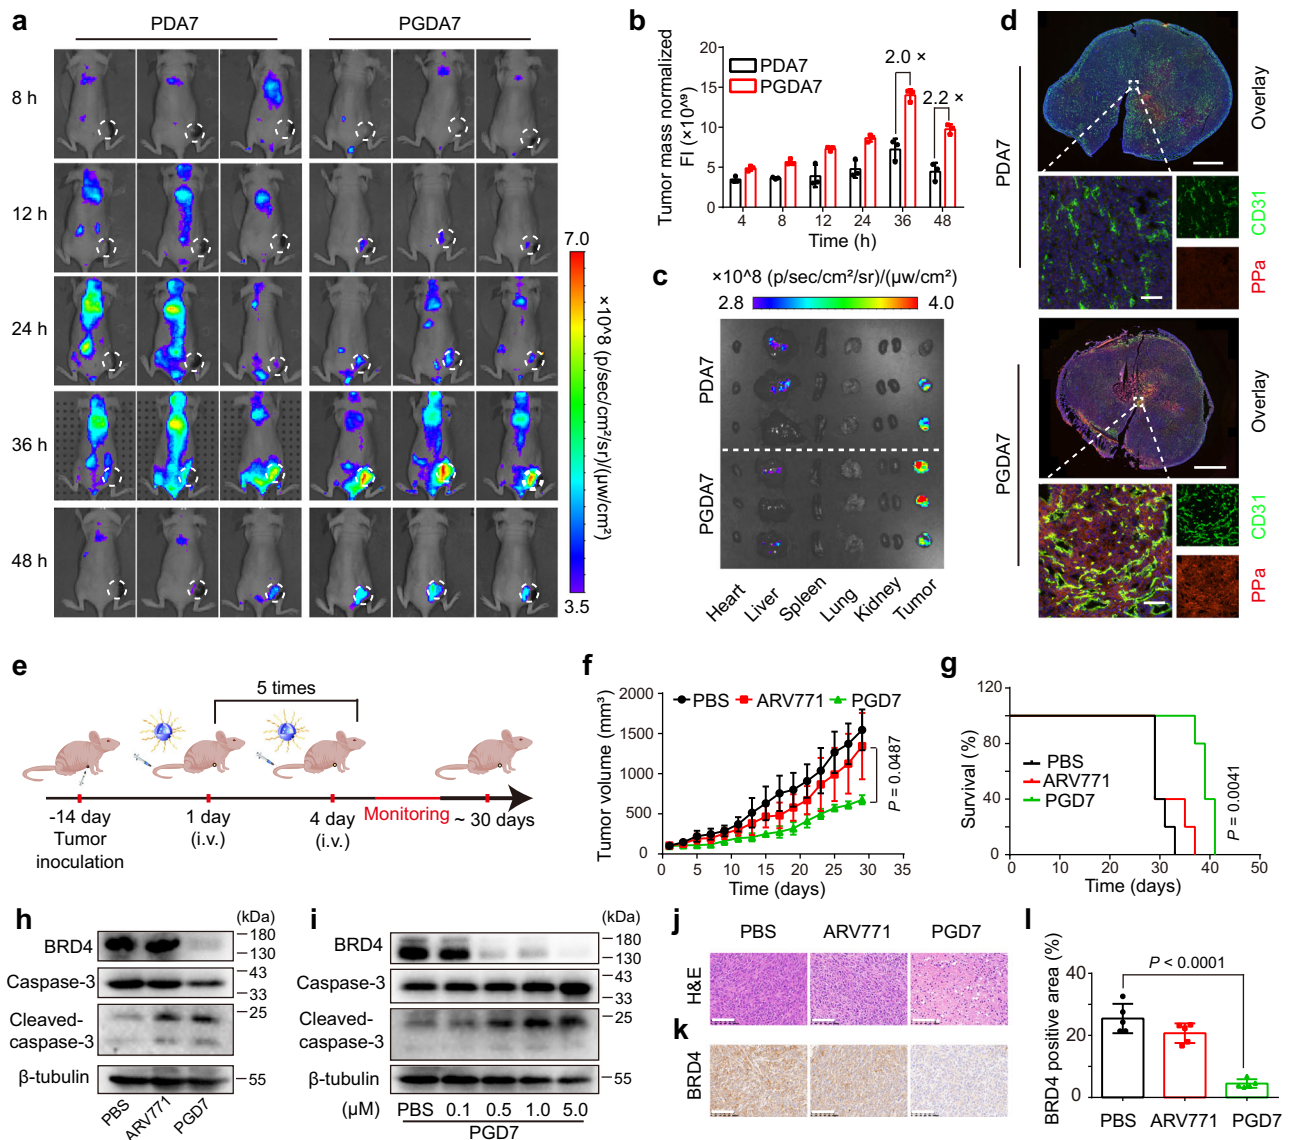 a
PDA7
PGDA7
8 h
12 h
24 h
36 h
48 h
7.0
×10^8 (p/sec/cm²/sr)/(μw/cm²)
3.5
b
Tumor mass normalized
FI (×10^9)
20
15
10
5
0
PDA7
PGDA7
2.0 ×
2.2 ×
4
8
12
24
36
48
Time (h)
c
×10^8 (p/sec/cm²/sr)/(μw/cm²)
2.8
4.0
PDA7
PGDA7
Heart
Liver
Spleen
Lung
Kidney
Tumor
d
PDA7
Overlay
CD31
PPa
PGDA7
Overlay
CD31
PPa
e
5 times
-14 day
Tumor
inoculation
1 day
(i.v.)
4 day
(i.v.)
Monitoring
~ 30 days
f
Tumor volume (mm³)
2000
1500
1000
500
0
PBS
ARV771
PGD7
P = 0.0487
0
5
10
15
20
25
30
35
Time (days)
g
Survival (%)
120
80
40
0
PBS
ARV771
PGD7
P = 0.0041
0
10
20
30
40
50
Time (days)
h
(kDa)
BRD4
180
130
Caspase-3
43
33
Cleaved-
caspase-3
25
β-tubulin
55
PBS
ARV771
PGD7
i
(kDa)
BRD4
180
130
Caspase-3
43
33
Cleaved-
caspase-3
25
β-tubulin
55
(μM)
PBS
0.1
0.5
1.0
5.0
PGD7
j
PBS
ARV771
PGD7
H&E
k
BRD4
l
BRD4 positive area (%)
40
20
0
P < 0.0001
PBS
ARV771
PGD7